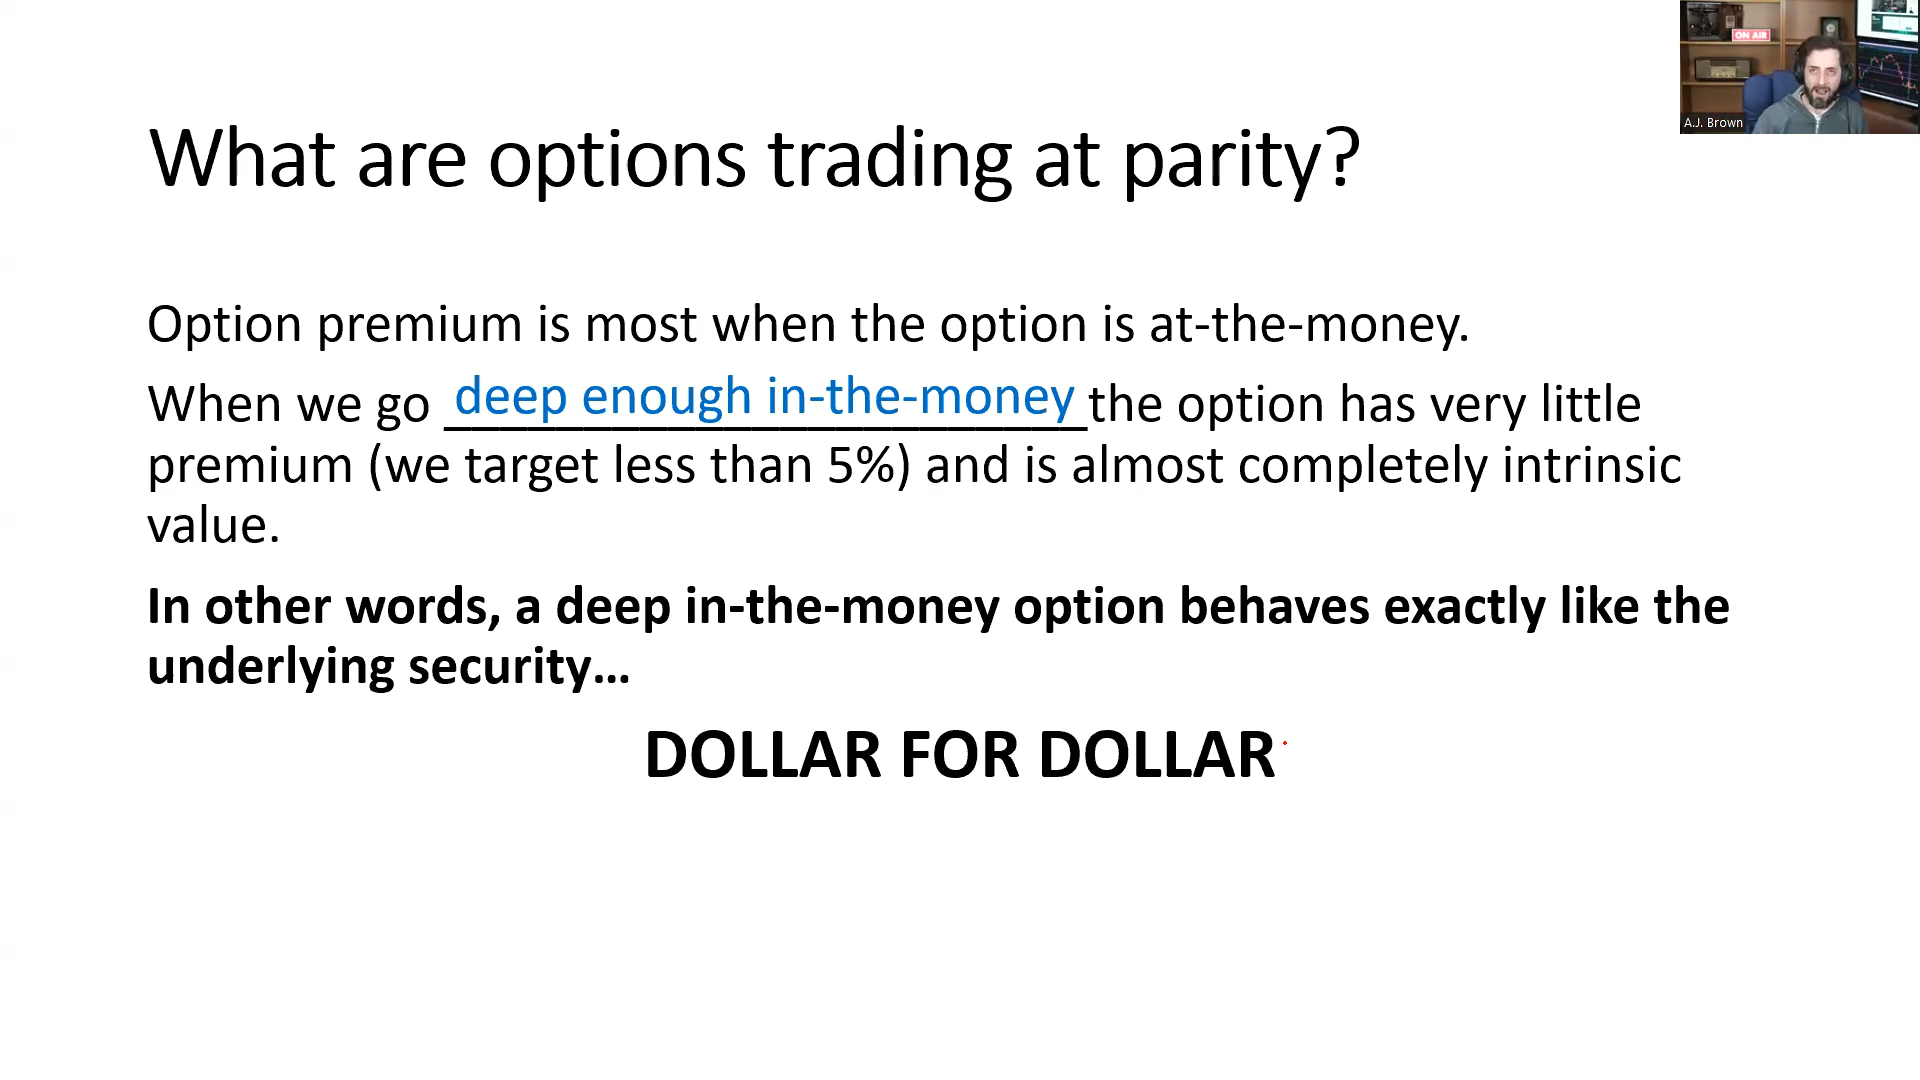 ON AIR
A.J. Brown
What are options trading at parity?
Option premium is most when the option is at-the-money.
When we go deep enough in-the-money the option has very little
premium (we target less than 5%) and is almost completely intrinsic
value.
In other words, a deep in-the-money option behaves exactly like the
underlying security…
DOLLAR FOR DOLLAR